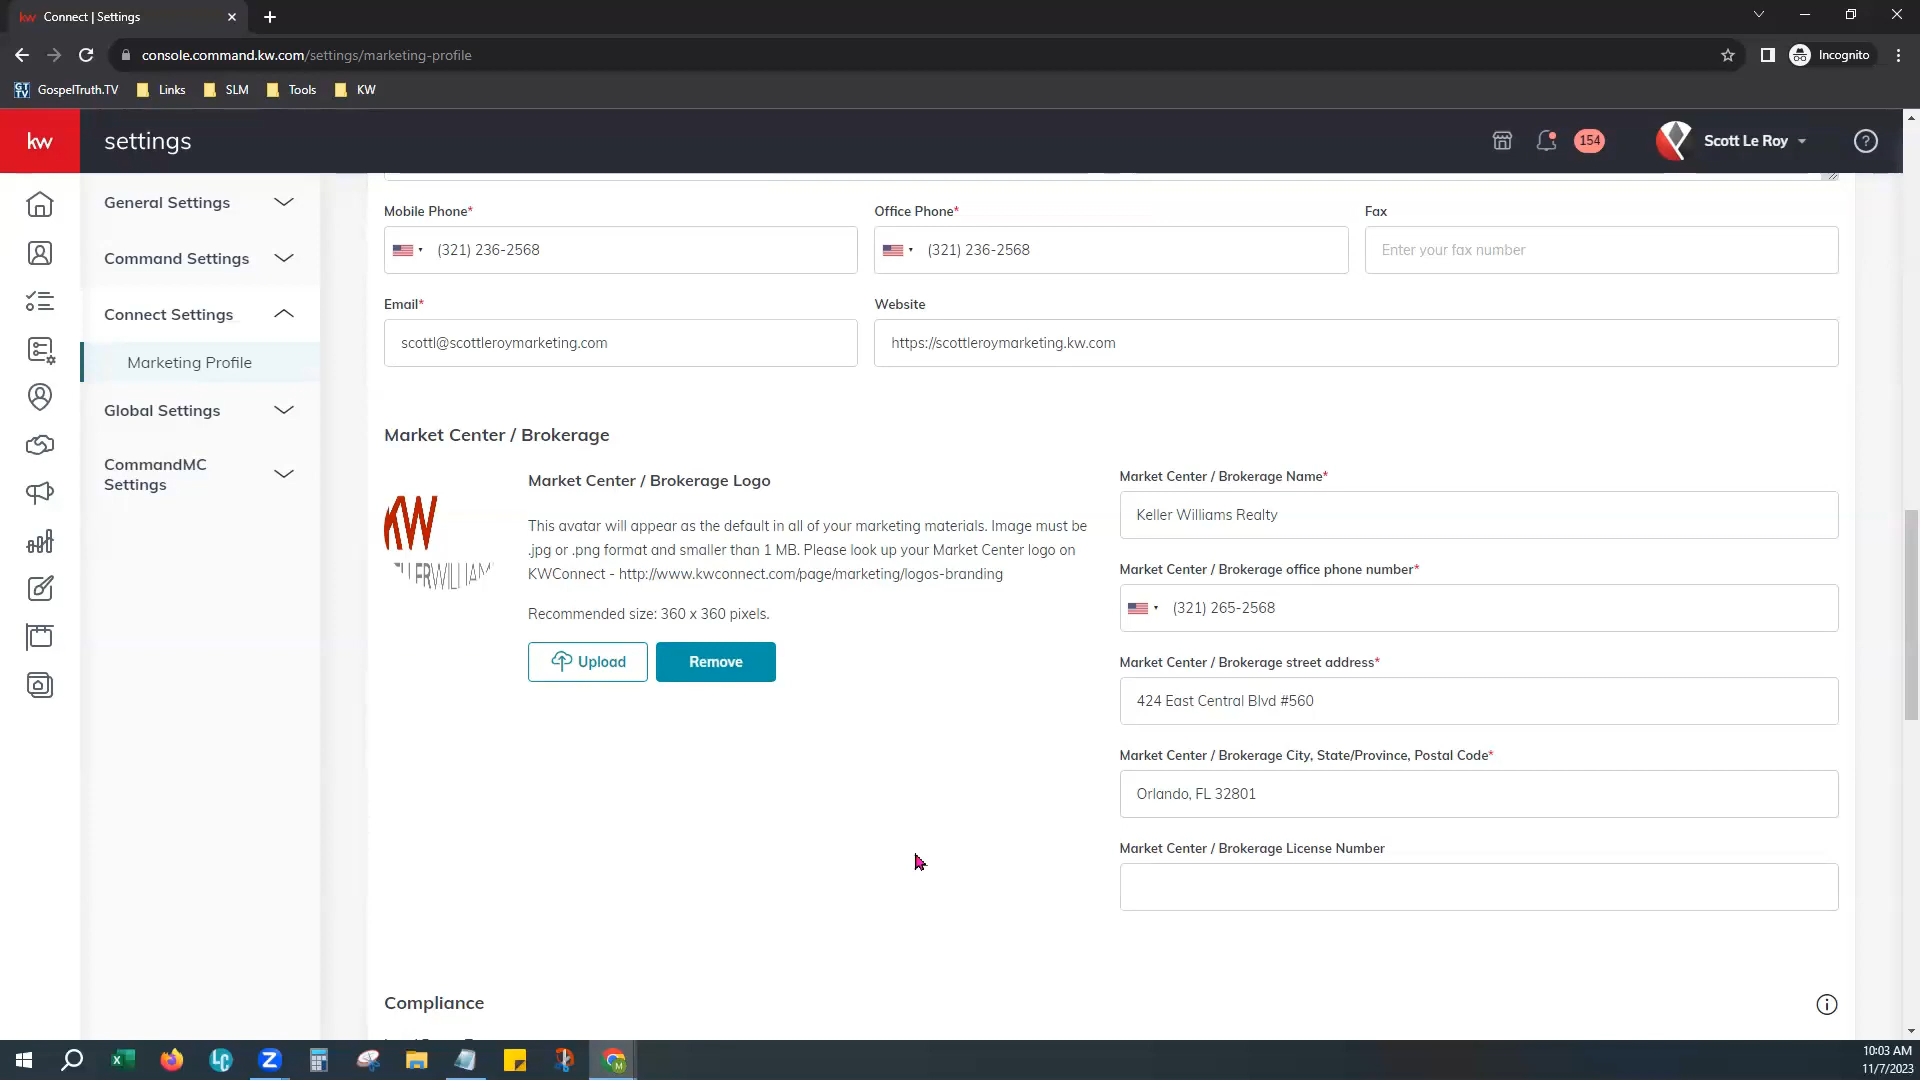 kw Connect | Settings
console.command.kw.com/settings/marketing-profile
Incognito
GT TV GospelTruth.TV Links SLM Tools KW
kw settings 154 Scott Le Roy ?
General Settings
Command Settings
Connect Settings
Marketing Profile
Global Settings
CommandMC
Settings
Mobile Phone* Office Phone* Fax
(321) 236-2568 (321) 236-2568 Enter your fax number
Email* Website
scottl@scottleroymarketing.com https://scottleroymarketing.kw.com
Market Center / Brokerage
KW
Market Center / Brokerage Logo
This avatar will appear as the default in all of your marketing materials. Image must be
.jpg or .png format and smaller than 1 MB. Please look up your Market Center logo on
KWConnect - http://www.kwconnect.com/page/marketing/logos-branding
Recommended size: 360 x 360 pixels.
Upload Remove
Market Center / Brokerage Name*
Keller Williams Realty
Market Center / Brokerage office phone number*
(321) 265-2568
Market Center / Brokerage street address*
424 East Central Blvd #560
Market Center / Brokerage City, State/Province, Postal Code*
Orlando, FL 32801
Market Center / Brokerage License Number
Compliance
10:03 AM
11/7/2023